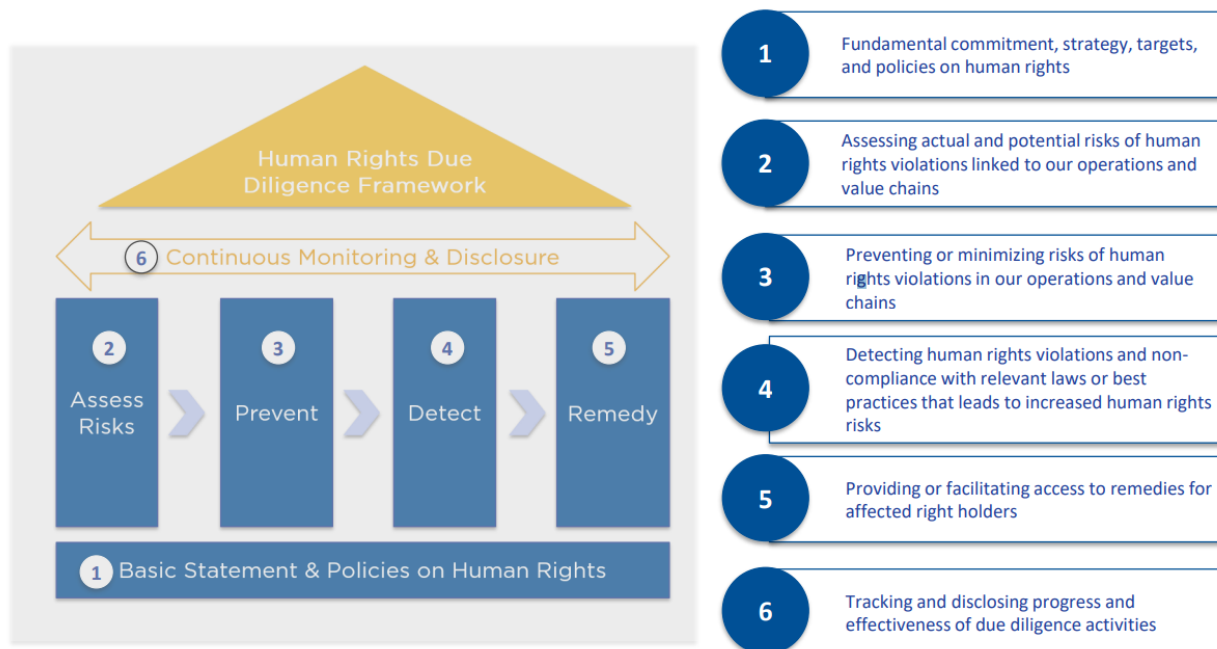 Human Rights Due
Diligence Framework
6 Continuous Monitoring & Disclosure
2
Assess
Risks
3
Prevent
4
Detect
5
Remedy
1 Basic Statement & Policies on Human Rights
1
Fundamental commitment, strategy, targets,
and policies on human rights
2
Assessing actual and potential risks of human
rights violations linked to our operations and
value chains
3
Preventing or minimizing risks of human
rights violations in our operations and value
chains
4
Detecting human rights violations and non-
compliance with relevant laws or best
practices that leads to increased human rights
risks
5
Providing or facilitating access to remedies for
affected right holders
6
Tracking and disclosing progress and
effectiveness of due diligence activities